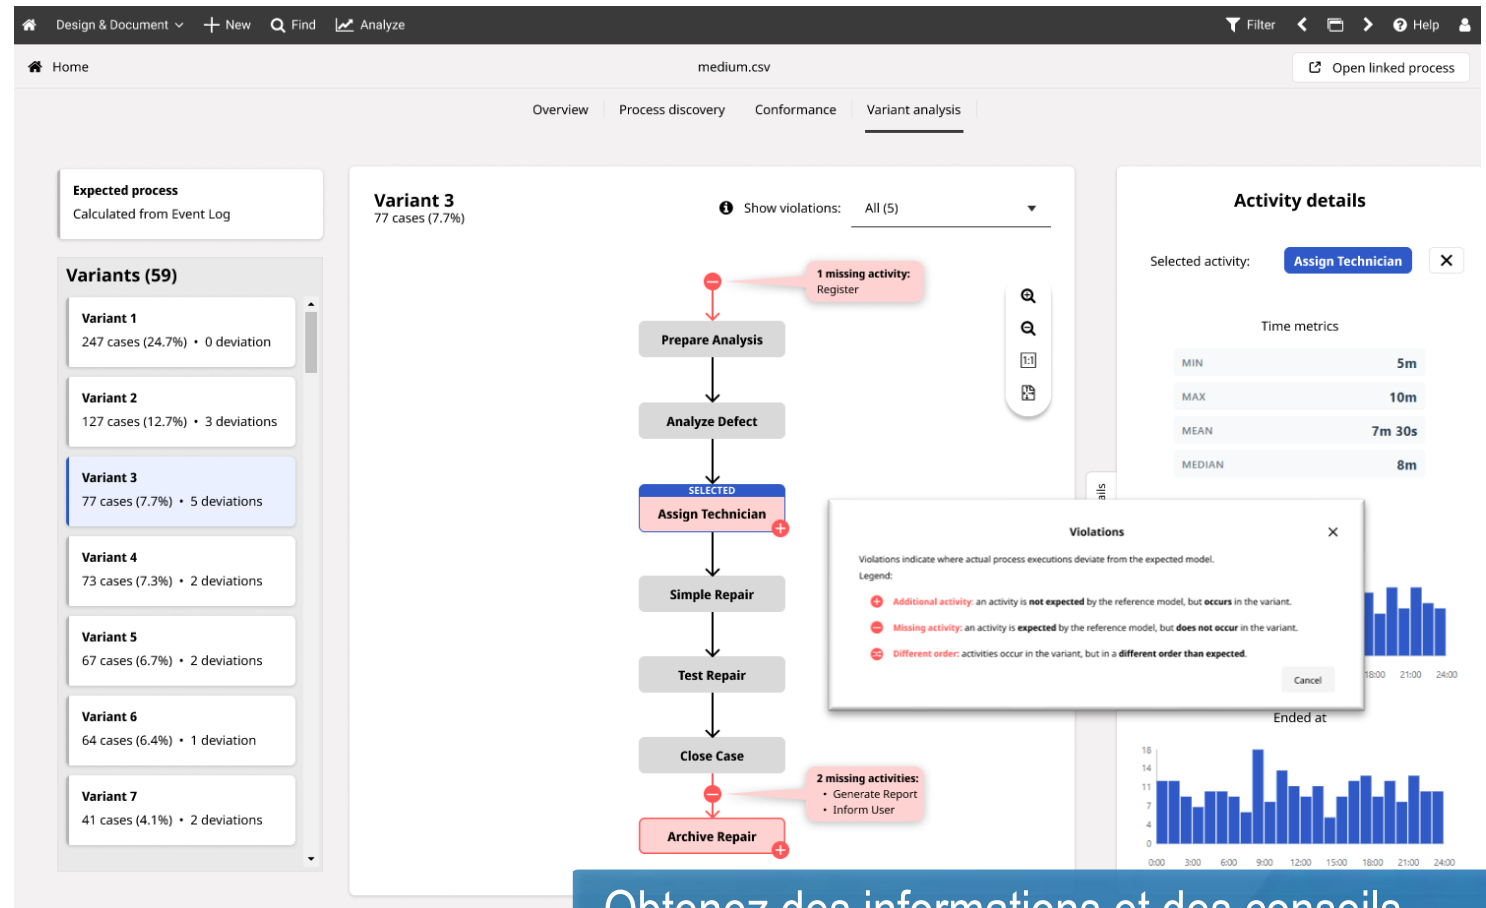 Design & Document
New
Find
Analyze
Filter
Help
Home
medium.csv
Open linked process
Overview
Process discovery
Conformance
Variant analysis
Expected process
Calculated from Event Log
Variants (59)
Variant 1
247 cases (24.7%) • 0 deviation
Variant 2
127 cases (12.7%) • 3 deviations
Variant 3
77 cases (7.7%) • 5 deviations
Variant 4
73 cases (7.3%) • 2 deviations
Variant 5
67 cases (6.7%) • 2 deviations
Variant 6
64 cases (6.4%) • 1 deviation
Variant 7
41 cases (4.1%) • 2 deviations
Variant 3
77 cases (7.7%)
Show violations:
All (5)
1 missing activity:
Register
Prepare Analysis
Analyze Defect
SELECTED
Assign Technician
Simple Repair
Test Repair
Close Case
2 missing activities:
• Generate Report
• Inform User
Archive Repair
1:1
Activity details
Selected activity:
Assign Technician
Time metrics
MIN 5m
MAX 10m
MEAN 7m 30s
MEDIAN 8m
ails
Violations
Violations indicate where actual process executions deviate from the expected model.
Legend:
Additional activity: an activity is not expected by the reference model, but occurs in the variant.
Missing activity: an activity is expected by the reference model, but does not occur in the variant.
Different order: activities occur in the variant, but in a different order than expected.
Cancel
18:00 21:00 24:00
Ended at
18
14
11
7
4
0
0:00 3:00 6:00 9:00 12:00 15:00 18:00 21:00 24:00
Obtenez des informations et des conseils